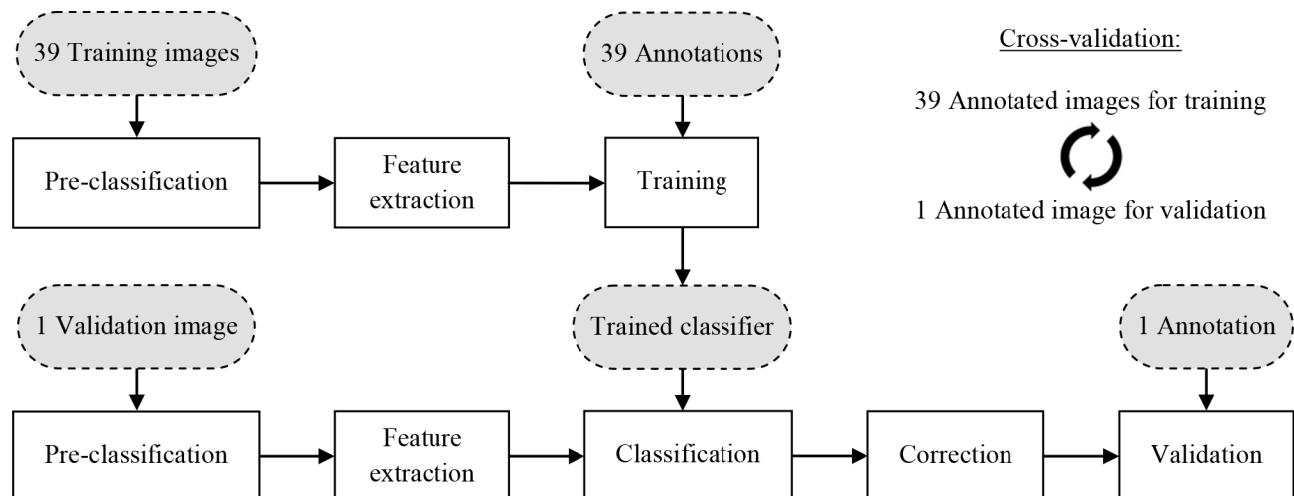 39 Training images
39 Annotations
Cross-validation:
39 Annotated images for training
1 Annotated image for validation
Pre-classification
Feature
extraction
Training
1 Validation image
Trained classifier
1 Annotation
Pre-classification
Feature
extraction
Classification
Correction
Validation